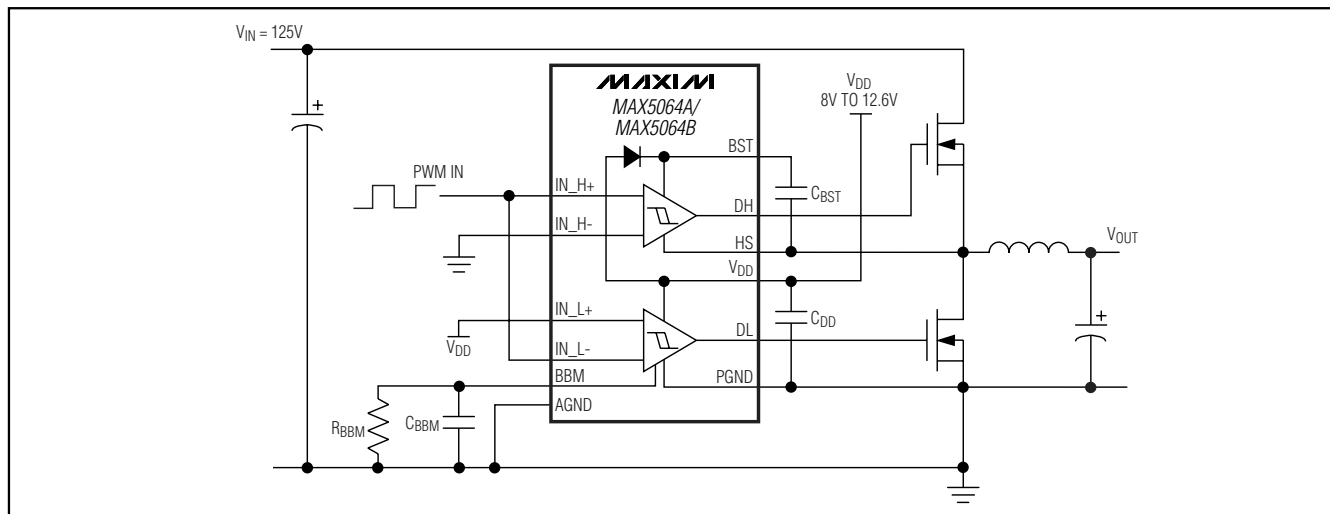 V_IN = 125V
MAXIM
MAX5064A/
MAX5064B
V_DD
8V TO 12.6V
BST
PWM IN
IN_H+
C_BST
DH
IN_H-
HS
V_OUT
V_DD
IN_L+
C_DD
V_DD
DL
IN_L-
BBM
PGND
AGND
R_BBM
C_BBM